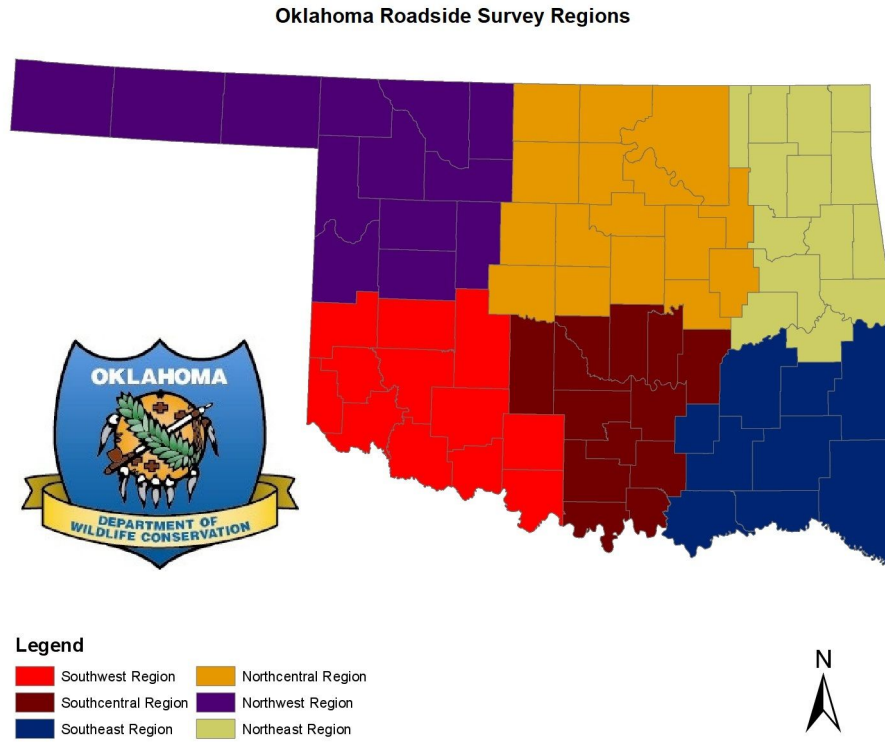 Oklahoma Roadside Survey Regions
OKLAHOMA
DEPARTMENT OF
WILDLIFE CONSERVATION
Legend
Southwest Region
Southcentral Region
Southeast Region
Northcentral Region
Northwest Region
Northeast Region
N